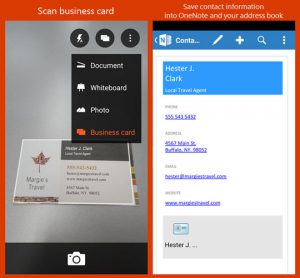 Scan business card
Document
Whiteboard
Photo
Business card
Hester J. Clark
Local Travel Agent
555-543-5432
4567 Main St.
Buffalo, NY 98052
hester@margiestravel.com
www.margiestravel.com
Margie's
Travel
Save contact information
into OneNote and your address book
N
Conta...
Hester J.
Clark
Local Travel Agent
PHONE
555 543 5432
ADDRESS
4567 Main St.
Buffalo, NY, 98052
EMAIL
hester@margiestravel.com
WEBSITE
www.margiestravel.com
Hester J. ...